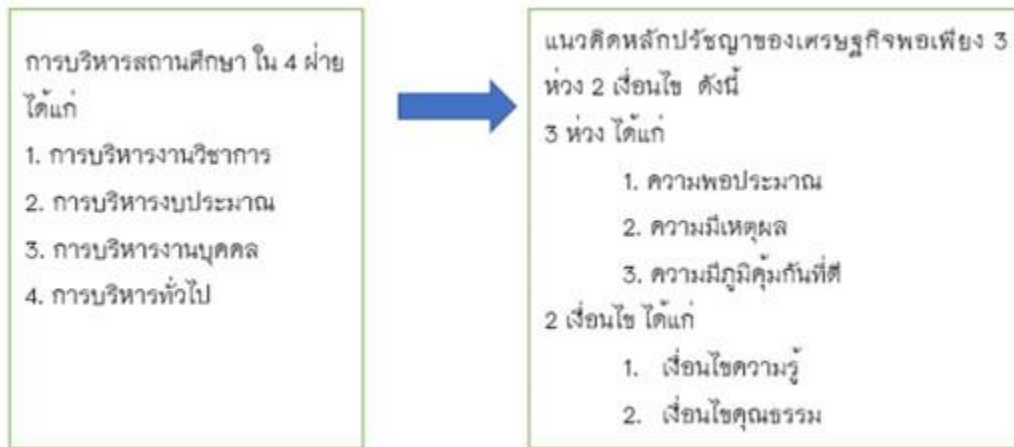 การบริหารสถานศึกษา ใน 4 ฝ่าย
ได้แก่
1. การบริหารงานวิชาการ
2. การบริหารงบประมาณ
3. การบริหารงานบุคคล
4. การบริหารทั่วไป
แนวคิดหลักปรัชญาของเศรษฐกิจพอเพียง 3
ห่วง 2 เงื่อนไข ดังนี้
3 ห่วง ได้แก่
1. ความพอประมาณ
2. ความมีเหตุผล
3. ความมีภูมิคุ้มกันที่ดี
2 เงื่อนไข ได้แก่
1. เงื่อนไขความรู้
2. เงื่อนไขคุณธรรม